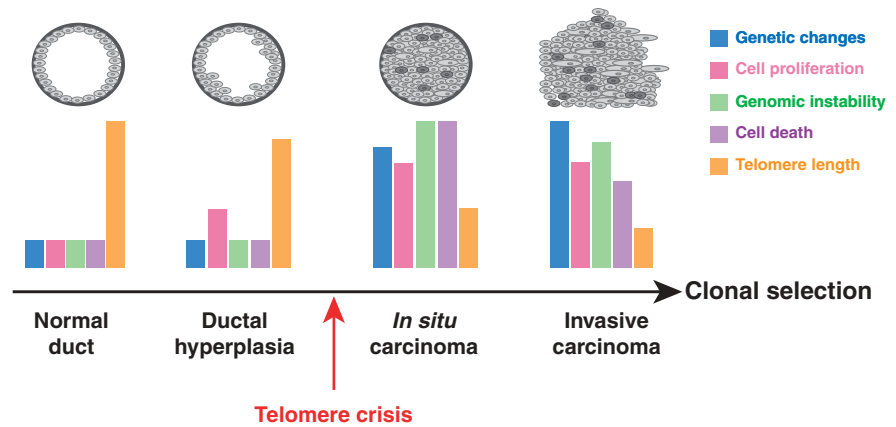 Genetic changes
Cell proliferation
Genomic instability
Cell death
Telomere length
Clonal selection
Normal
duct
Ductal
hyperplasia
In situ
carcinoma
Invasive
carcinoma
Telomere crisis